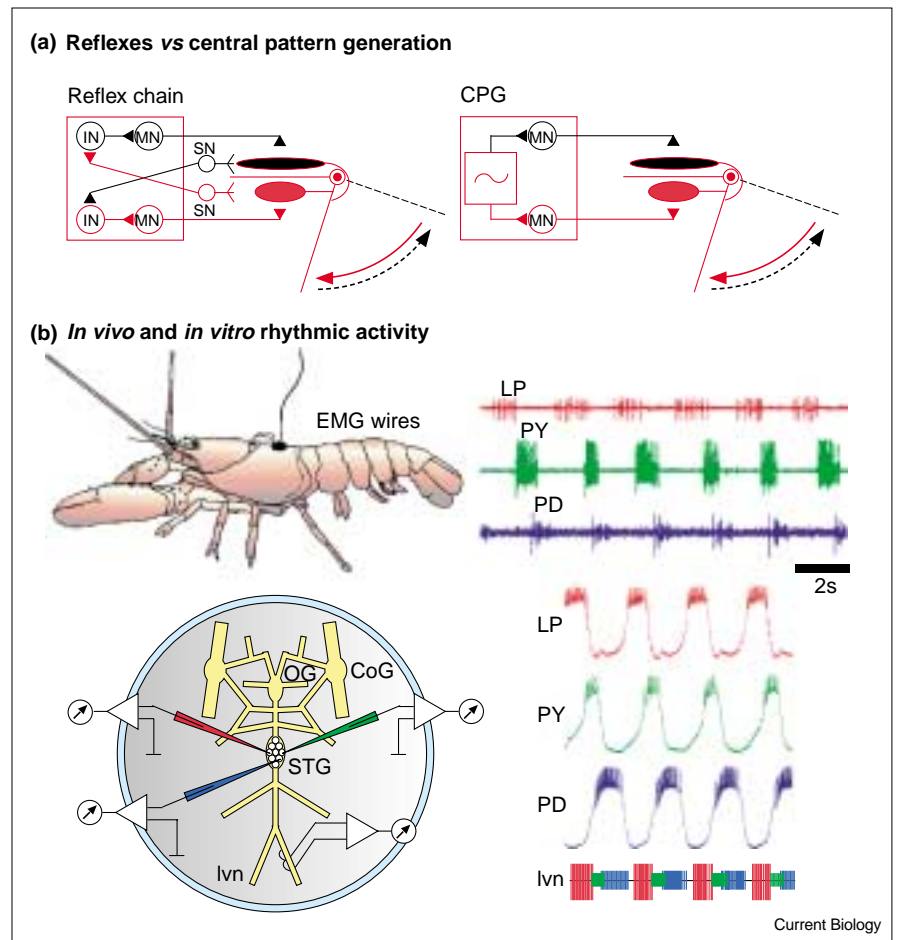 (a) Reflexes vs central pattern generation
Reflex chain
CPG
IN MN SN
SN
IN MN
MN
MN
(b) In vivo and in vitro rhythmic activity
EMG wires
LP
PY
PD
2s
OG CoG
STG
lvn
LP
PY
PD
lvn
Current Biology